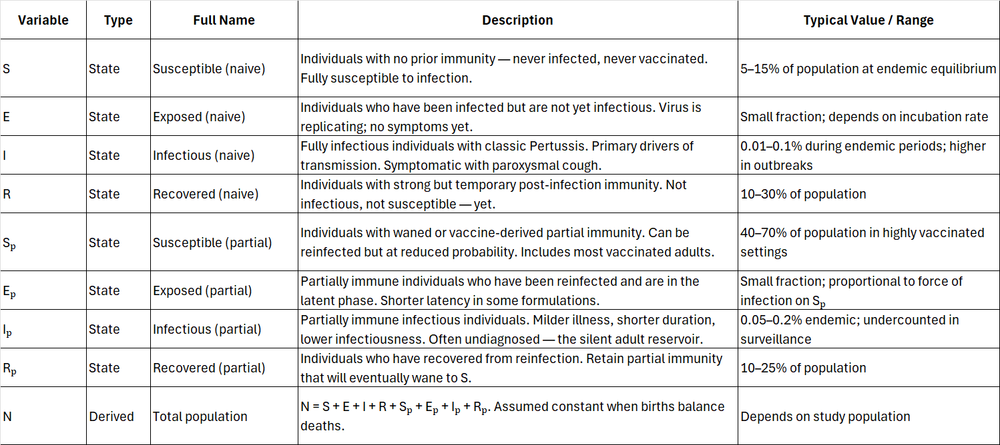 Variable Type Full Name Description Typical Value / Range
S State Susceptible (naive) Individuals with no prior immunity — never infected, never vaccinated. 5–15% of population at endemic equilibrium
Fully susceptible to infection.
E State Exposed (naive) Individuals who have been infected but are not yet infectious. Virus is Small fraction; depends on incubation rate
replicating; no symptoms yet.
I State Infectious (naive) Fully infectious individuals with classic Pertussis. Primary drivers of 0.01–0.1% during endemic periods; higher
transmission. Symptomatic with paroxysmal cough. in outbreaks
R State Recovered (naive) Individuals with strong but temporary post-infection immunity. Not 10–30% of population
infectious, not susceptible — yet.
Sₚ State Susceptible (partial) Individuals with waned or vaccine-derived partial immunity. Can be 40–70% of population in highly vaccinated
reinfected but at reduced probability. Includes most vaccinated adults. settings
Eₚ State Exposed (partial) Partially immune individuals who have been reinfected and are in the Small fraction; proportional to force of
latent phase. Shorter latency in some formulations. infection on Sₚ
Iₚ State Infectious (partial) Partially immune infectious individuals. Milder illness, shorter duration, 0.05–0.2% endemic; undercounted in
lower infectiousness. Often undiagnosed — the silent adult reservoir. surveillance
Rₚ State Recovered (partial) Individuals who have recovered from reinfection. Retain partial immunity 10–25% of population
that will eventually wane to S.
N Derived Total population N = S + E + I + R + Sₚ + Eₚ + Iₚ + Rₚ. Assumed constant when births balance Depends on study population
deaths.